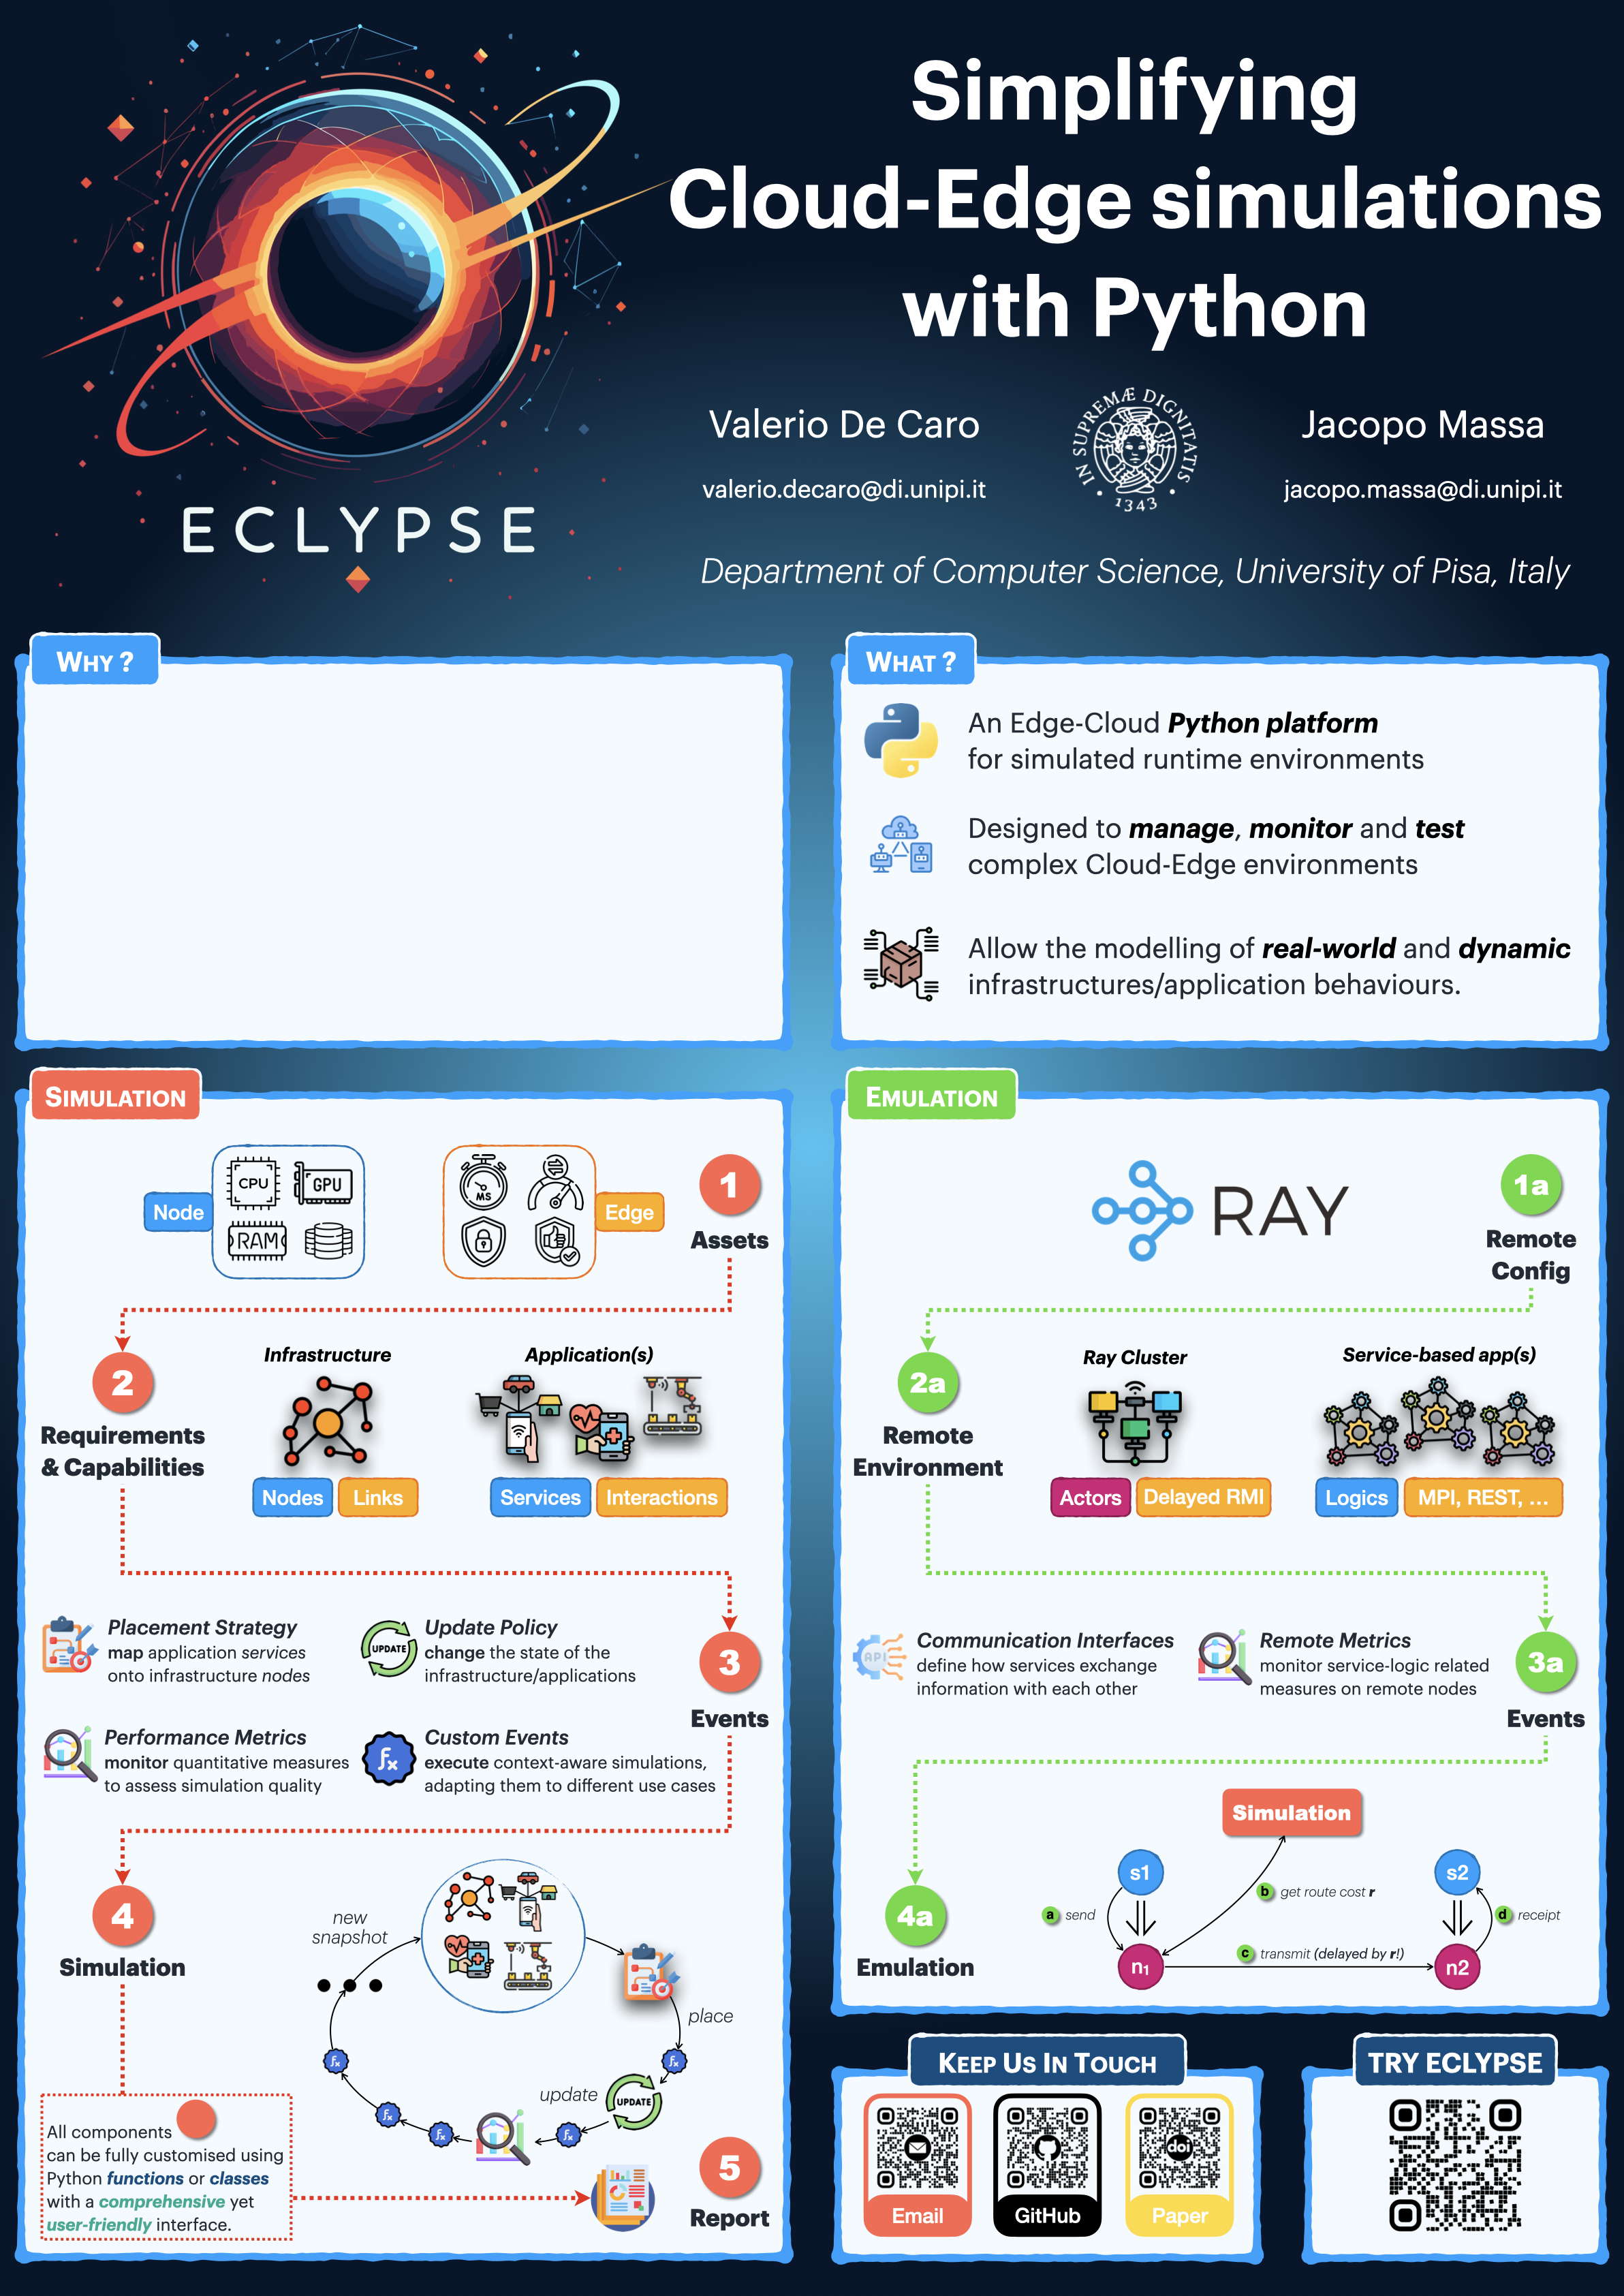 Simplifying
Cloud-Edge simulations
with Python
ECLYPSE
Valerio De Caro
valerio.decaro@di.unipi.it
IN SUPREMÆ DIGNITATIS
1343
Jacopo Massa
jacopo.massa@di.unipi.it
Department of Computer Science, University of Pisa, Italy
WHY ?
WHAT ?
An Edge-Cloud Python platform
for simulated runtime environments
Designed to manage, monitor and test
complex Cloud-Edge environments
Allow the modelling of real-world and dynamic
infrastructures/application behaviours.
SIMULATION
Node
CPU
GPU
RAM
MS
Edge
1
Assets
2
Requirements
& Capabilities
Infrastructure
Nodes
Links
Application(s)
Services
Interactions
Placement Strategy
map application services
onto infrastructure nodes
UPDATE
Update Policy
change the state of the
infrastructure/applications
3
Events
Performance Metrics
monitor quantitative measures
to assess simulation quality
fx
Custom Events
execute context-aware simulations,
adapting them to different use cases
4
Simulation
new
snapshot
place
fx
update
UPDATE
fx
fx
fx
fx
All components
can be fully customised using
Python functions or classes
with a comprehensive yet
user-friendly interface.
5
Report
EMULATION
RAY
1a
Remote
Config
2a
Remote
Environment
Ray Cluster
Actors
Delayed RMI
Service-based app(s)
Logics
MPI, REST, ...
API
Communication Interfaces
define how services exchange
information with each other
Remote Metrics
monitor service-logic related
measures on remote nodes
3a
Events
4a
Emulation
Simulation
s1
s2
b get route cost r
a send
d receipt
c transmit (delayed by r!)
n1
n2
KEEP US IN TOUCH
Email
GitHub
doi
Paper
TRY ECLYPSE